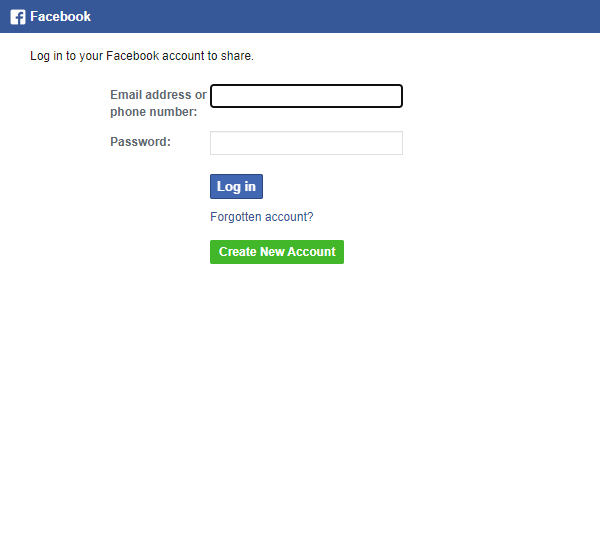 Facebook
Log in to your Facebook account to share.
Email address or
phone number:
Password:
Log in
Forgotten account?
Create New Account